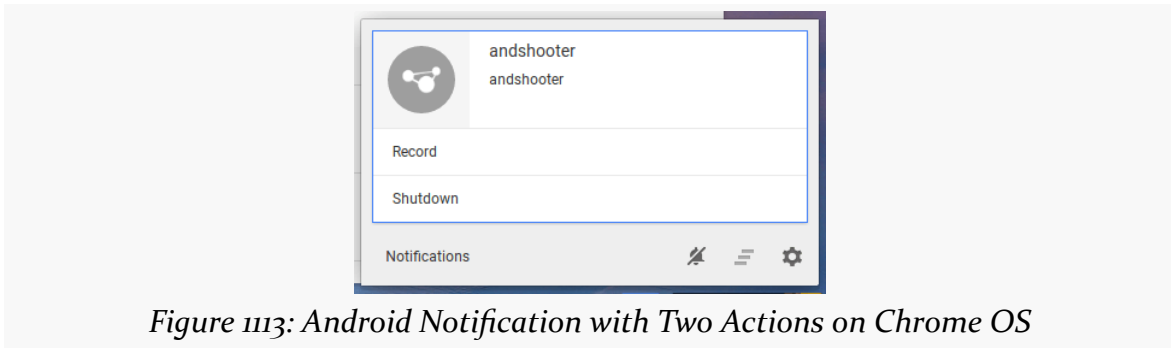 andshooter
andshooter
Record
Shutdown
Notifications
Figure 1113: Android Notification with Two Actions on Chrome OS